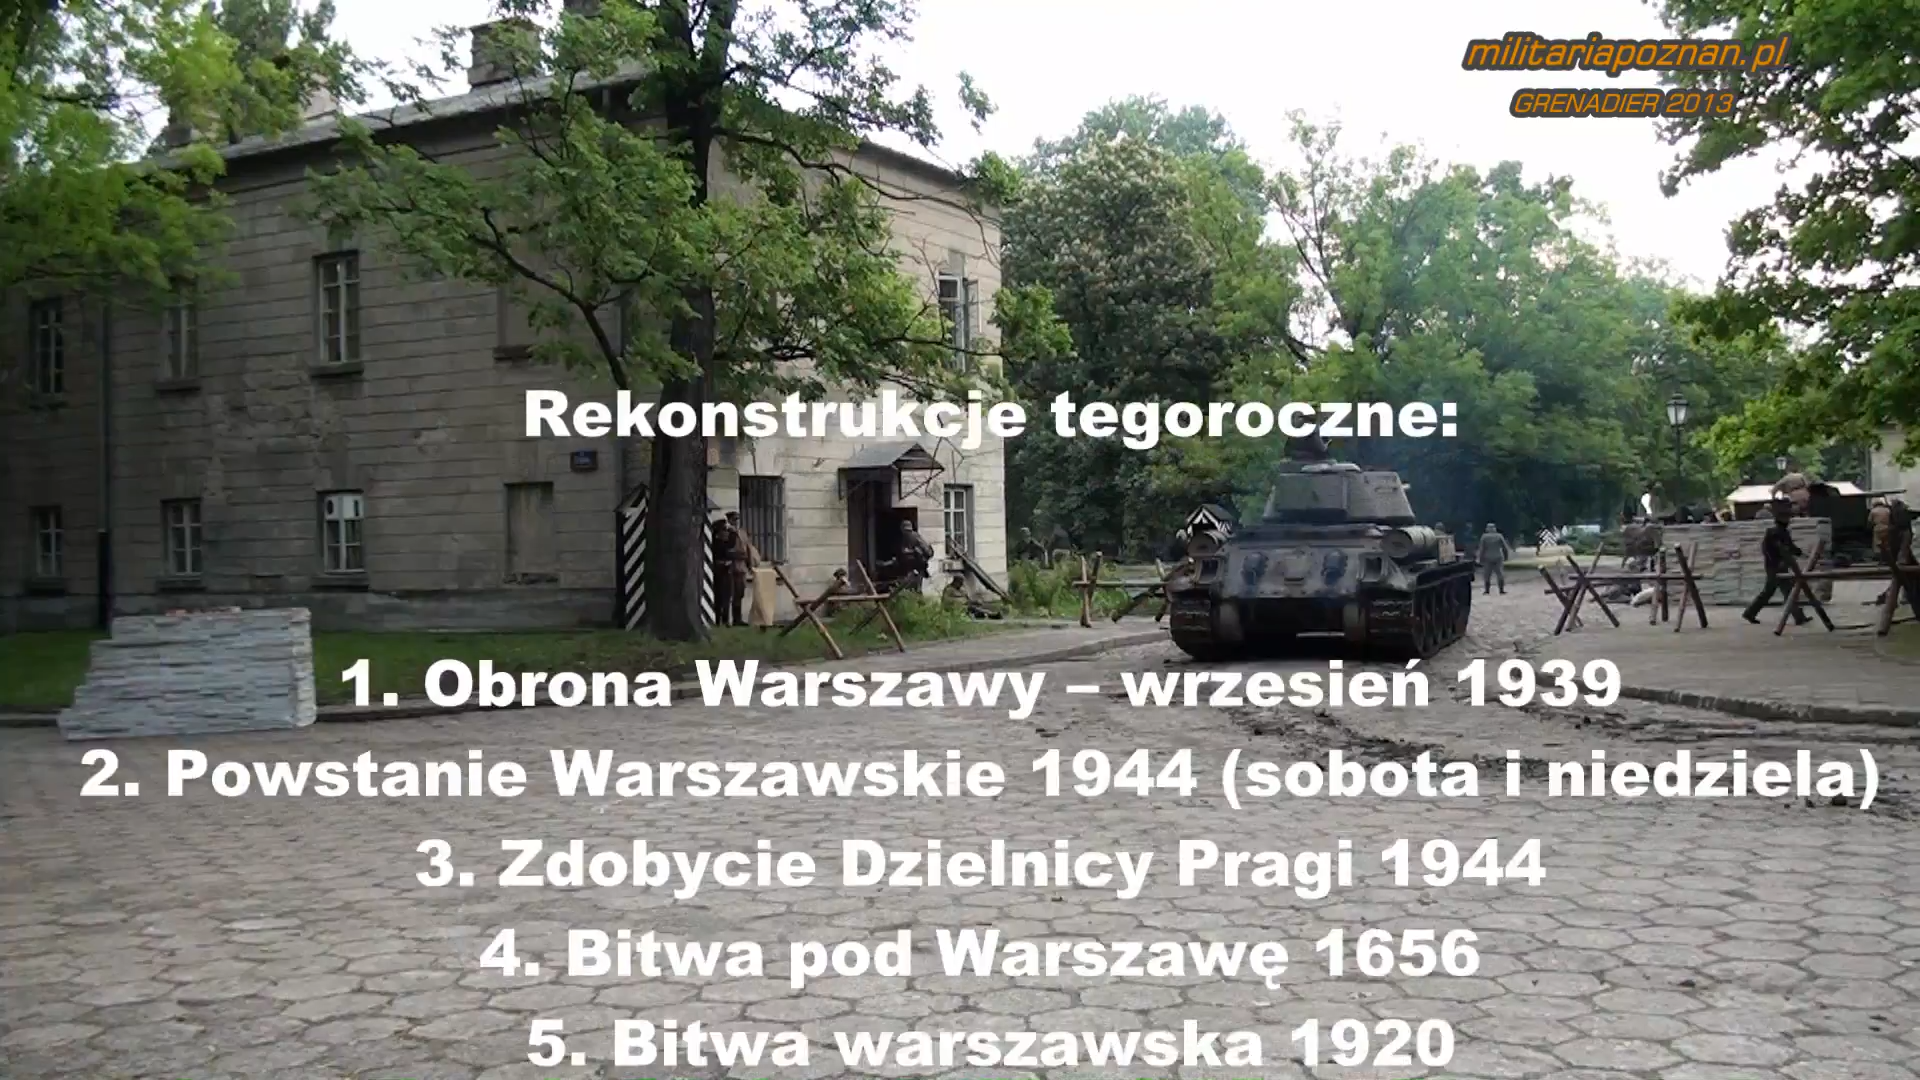 militariapoznan.pl
GRENADIER 2013
Rekonstrukcje tegoroczne:
1. Obrona Warszawy – wrzesień 1939
2. Powstanie Warszawskie 1944 (sobota i niedziela)
3. Zdobycie Dzielnicy Pragi 1944
4. Bitwa pod Warszawę 1656
5. Bitwa warszawska 1920